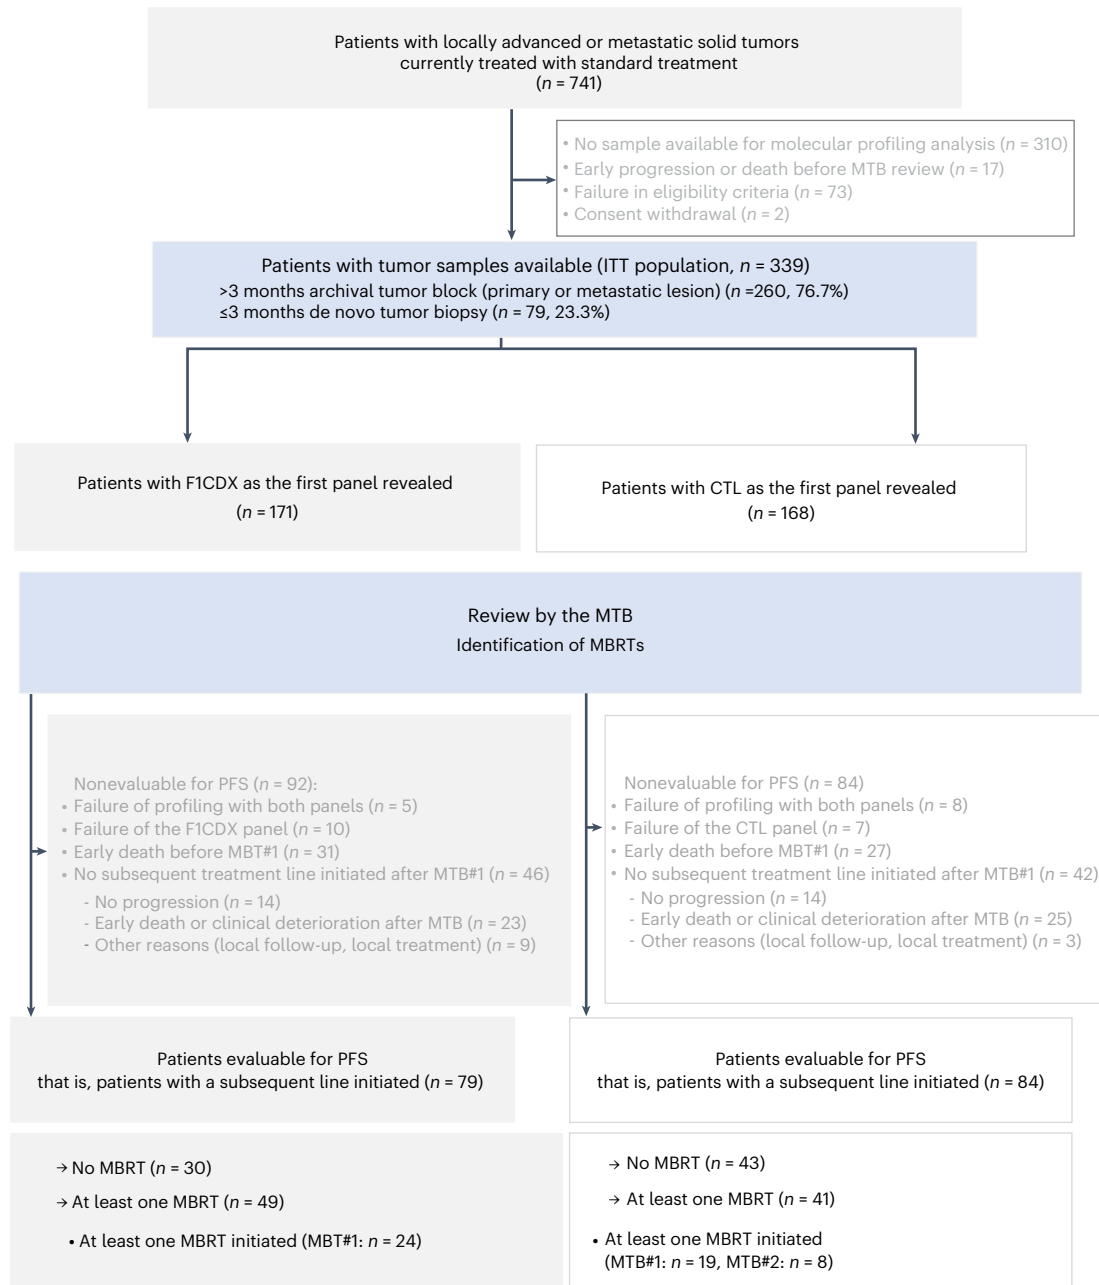 Patients with locally advanced or metastatic solid tumors
currently treated with standard treatment
(n = 741)
• No sample available for molecular profiling analysis (n = 310)
• Early progression or death before MTB review (n = 17)
• Failure in eligibility criteria (n = 73)
• Consent withdrawal (n = 2)
Patients with tumor samples available (ITT population, n = 339)
>3 months archival tumor block (primary or metastatic lesion) (n =260, 76.7%)
≤3 months de novo tumor biopsy (n = 79, 23.3%)
Patients with F1CDX as the first panel revealed
(n = 171)
Patients with CTL as the first panel revealed
(n = 168)
Review by the MTB
Identification of MBRTs
Nonevaluable for PFS (n = 92):
• Failure of profiling with both panels (n = 5)
• Failure of the F1CDX panel (n = 10)
• Early death before MBT#1 (n = 31)
• No subsequent treatment line initiated after MTB#1 (n = 46)
- No progression (n = 14)
- Early death or clinical deterioration after MTB (n = 23)
- Other reasons (local follow-up, local treatment) (n = 9)
Nonevaluable for PFS (n = 84)
• Failure of profiling with both panels (n = 8)
• Failure of the CTL panel (n = 7)
• Early death before MBT#1 (n = 27)
• No subsequent treatment line initiated after MTB#1 (n = 42)
- No progression (n = 14)
- Early death or clinical deterioration after MTB (n = 25)
- Other reasons (local follow-up, local treatment) (n = 3)
Patients evaluable for PFS
that is, patients with a subsequent line initiated (n = 79)
Patients evaluable for PFS
that is, patients with a subsequent line initiated (n = 84)
→ No MBRT (n = 30)
→ At least one MBRT (n = 49)
• At least one MBRT initiated (MBT#1: n = 24)
→ No MBRT (n = 43)
→ At least one MBRT (n = 41)
• At least one MBRT initiated
(MTB#1: n = 19, MTB#2: n = 8)